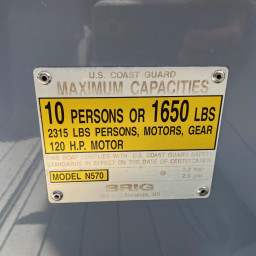 U.S. COAST GUARD
MAXIMUM CAPACITIES
10 PERSONS OR 1650 LBS
2315 LBS PERSONS, MOTORS, GEAR
120 H.P. MOTOR
THIS BOAT COMPLIES WITH U.S. COAST GUARD SAFETY
STANDARDS IN EFFECT ON THE DATE OF CERTIFICATION
MODEL N570
BRIG